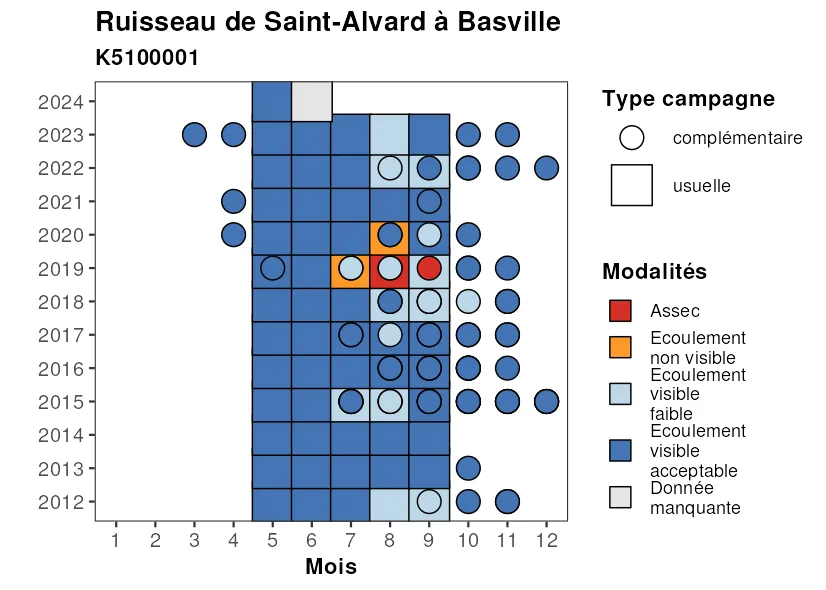 Ruisseau de Saint-Alvard à Basville
K5100001
2024
2023
2022
2021
2020
2019
2018
2017
2016
2015
2014
2013
2012
1 2 3 4 5 6 7 8 9 10 11 12
Mois
Type campagne
complémentaire
usuelle
Modalités
Assec
Ecoulement
non visible
Ecoulement
visible
faible
Ecoulement
visible
acceptable
Donnée
manquante